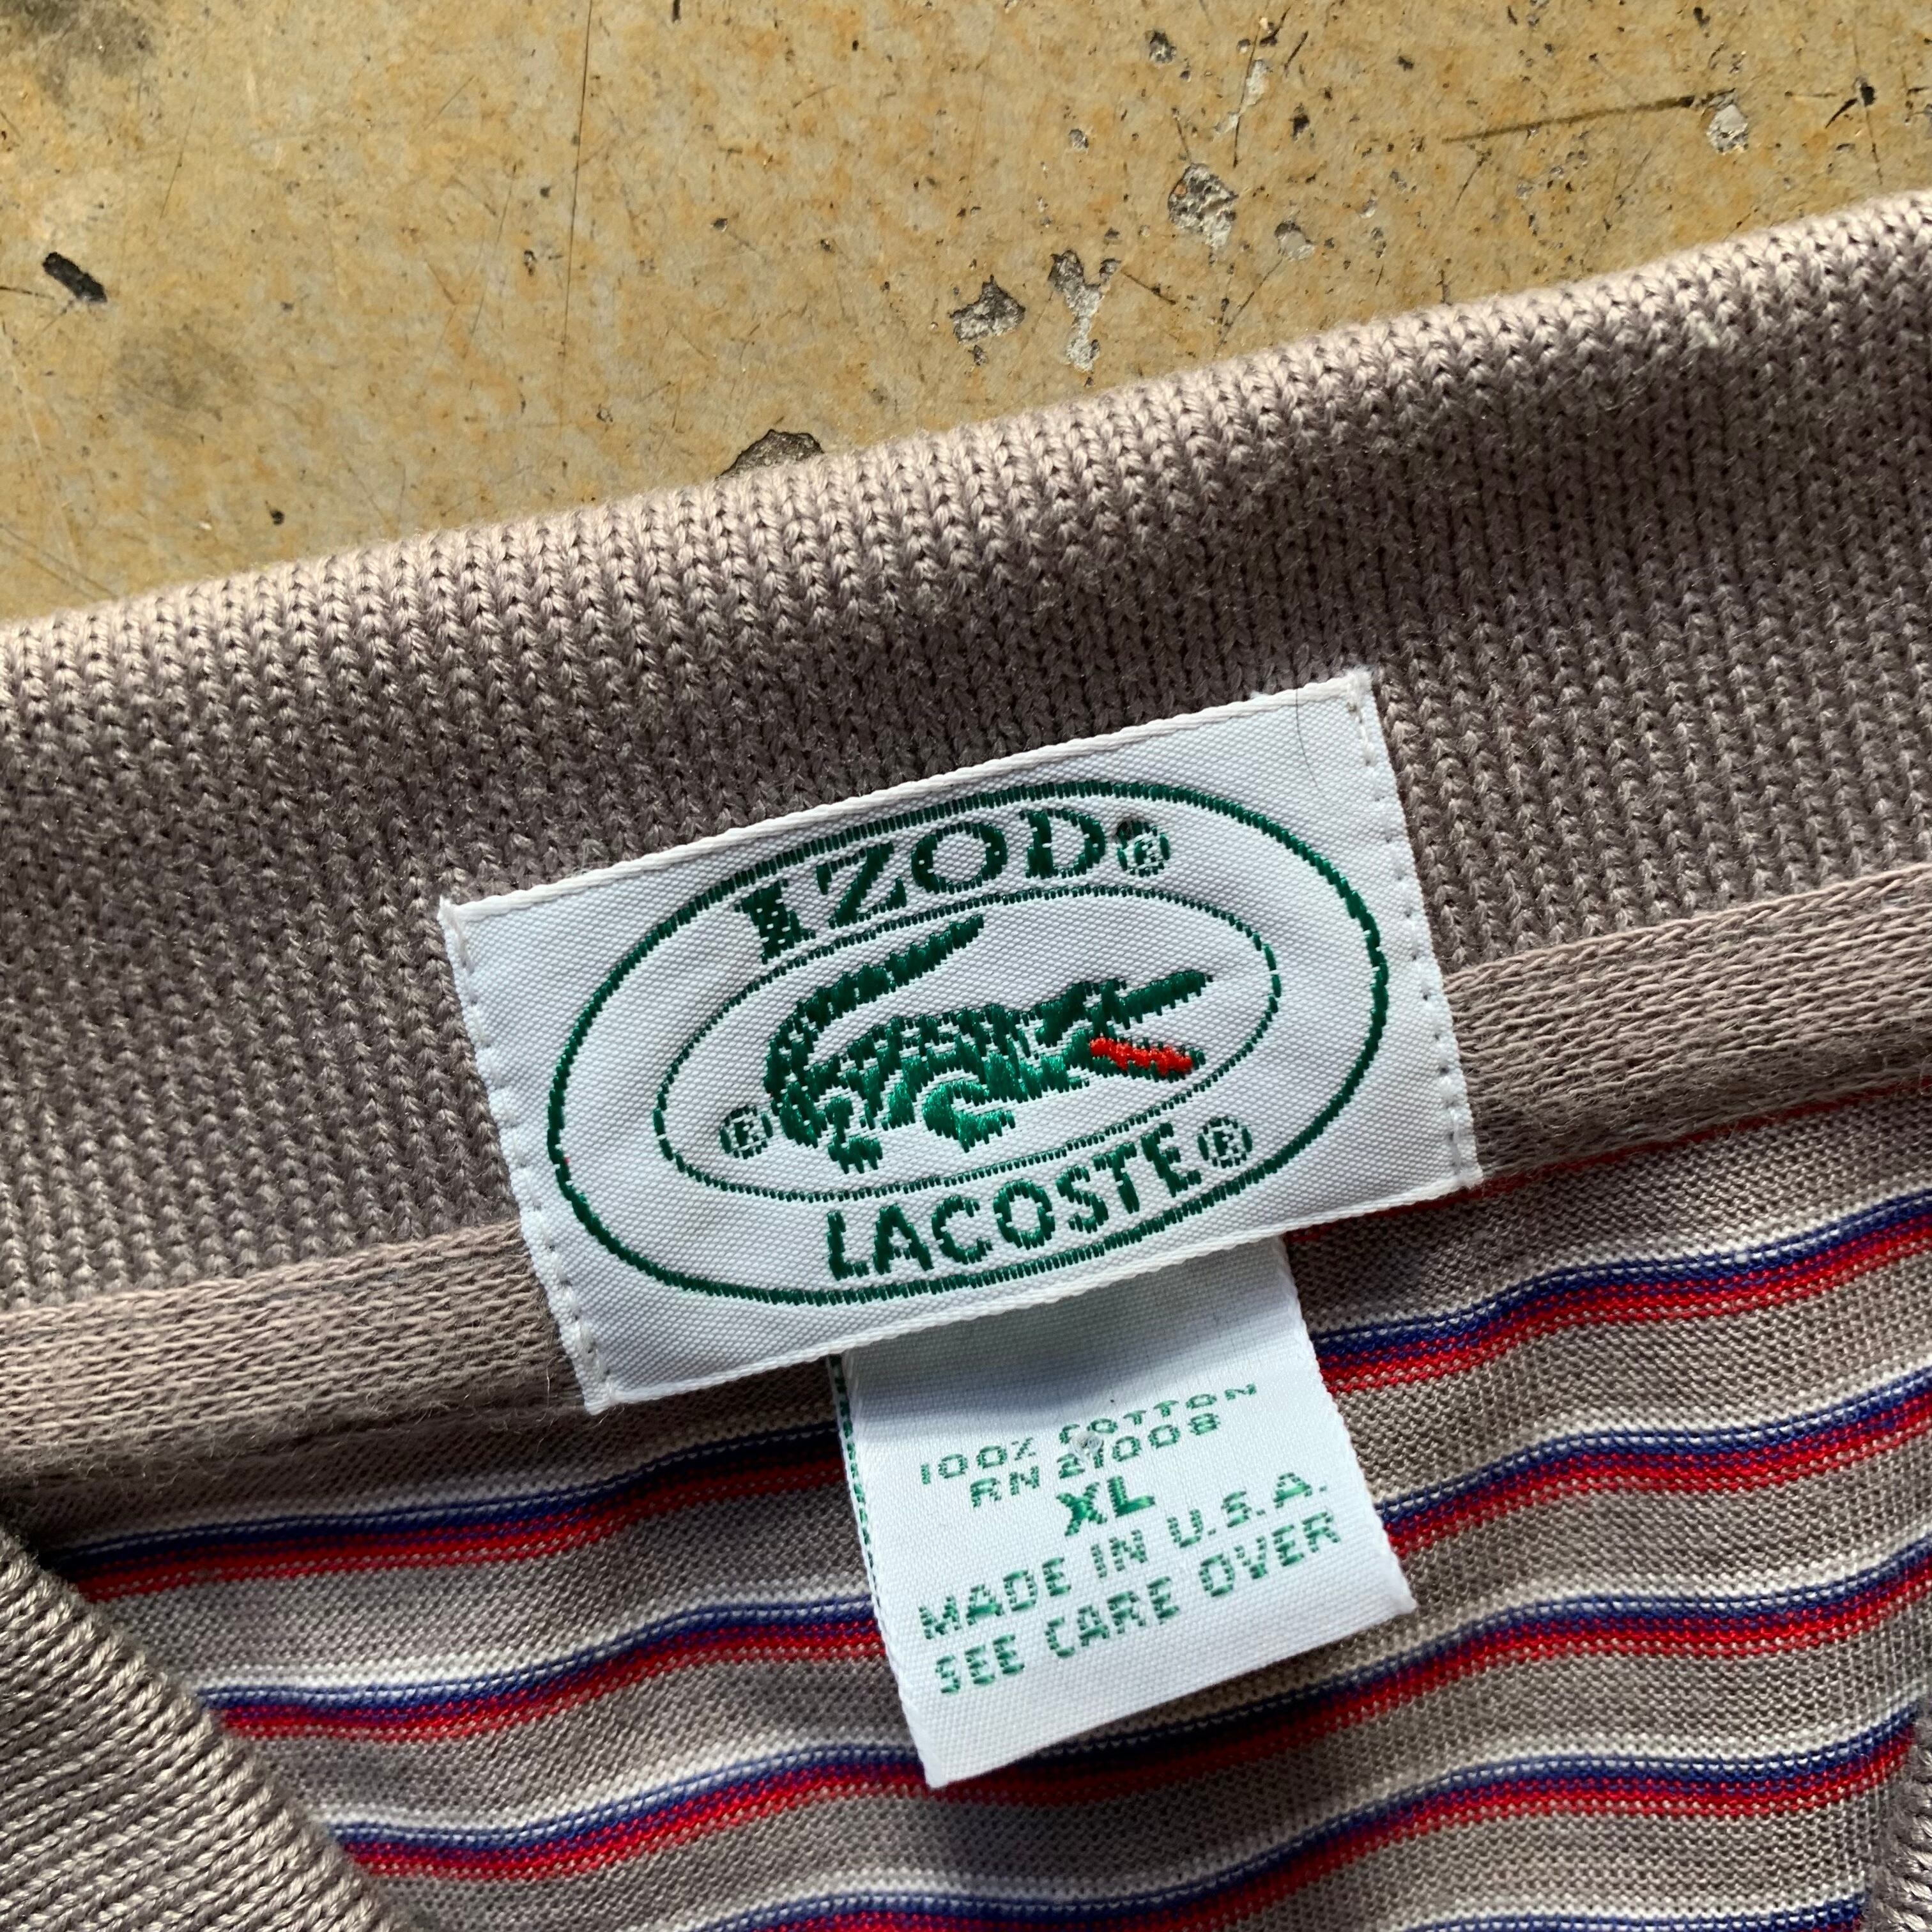 IZOD®
®
LACOSTE®
100% COTTON
RN 21008
XL
MADE IN U.S.A.
SEE CARE OVER